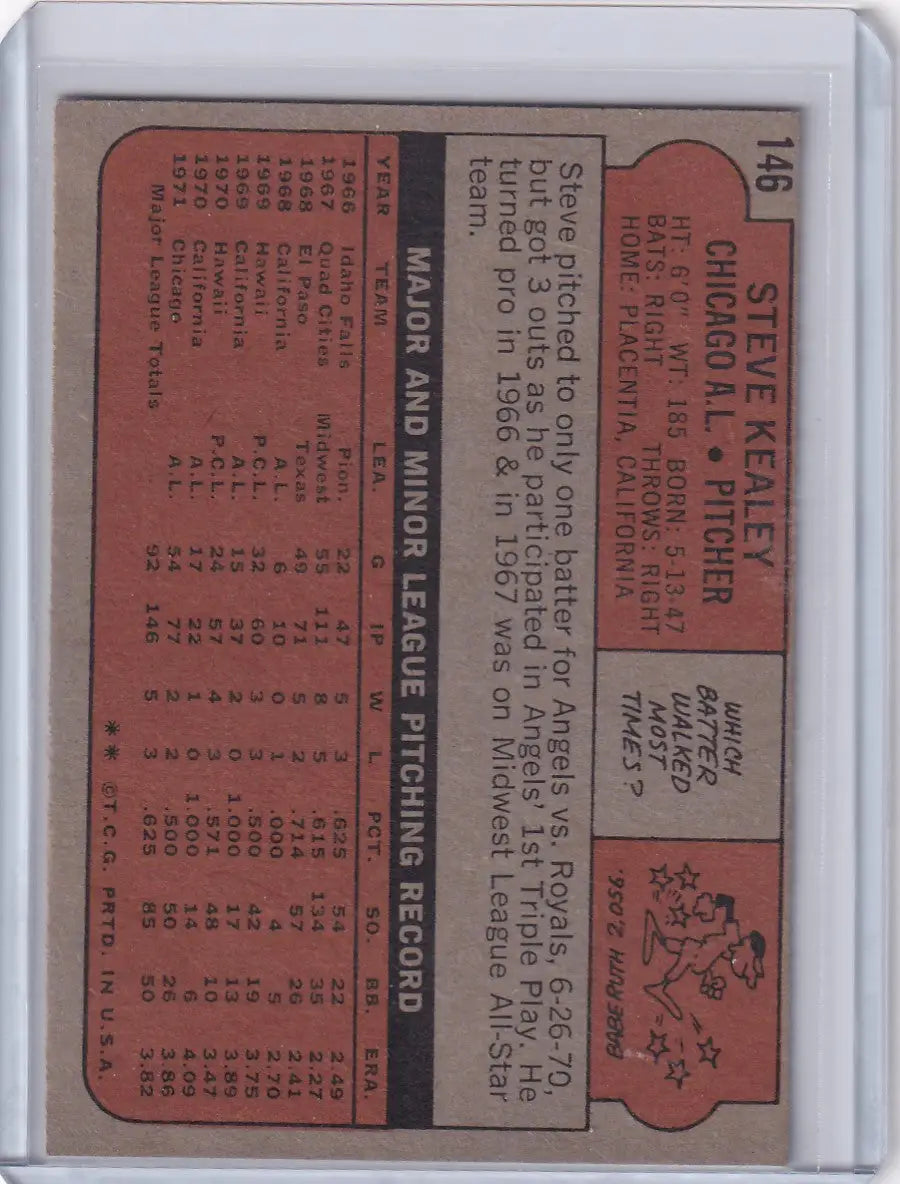 146
STEVE KEALEY
CHICAGO A.L. • PITCHER
HT: 6'0" WT: 185 BORN: 5-13-47
BATS: RIGHT THROWS: RIGHT
HOME: PLACENTIA, CALIFORNIA
WHICH
BATTER
WALKED
MOST
TIMES?
BABE RUTH 2,056.
Steve pitched to only one batter for Angels vs. Royals, 6-26-70,
but got 3 outs as he participated in Angels' 1st Triple Play. He
turned pro in 1966 & in 1967 was on Midwest League All-Star
team.
MAJOR AND MINOR LEAGUE PITCHING RECORD
YEAR TEAM LEA. G IP W L PCT. SO. BB. ERA.
1966 Idaho Falls Pion. 22 47 5 3 .625 54 22 2.49
1967 Quad Cities Midwest 55 111 8 5 .615 134 35 2.27
1968 El Paso Texas 49 71 5 2 .714 57 26 2.41
1968 California A.L. 6 10 0 1 .000 4 5 2.70
1969 Hawaii P.C.L. 32 60 3 3 .500 42 19 3.75
1969 California A.L. 15 37 2 0 1.000 17 13 3.89
1970 Hawaii P.C.L. 24 57 4 3 .571 48 10 3.47
1970 California A.L. 17 22 1 0 1.000 14 6 4.09
1971 Chicago A.L. 54 77 2 2 .500 50 26 3.86
Major League Totals 92 146 5 3 .625 85 50 3.82
** ©T.C.G. PRTD. IN U.S.A.